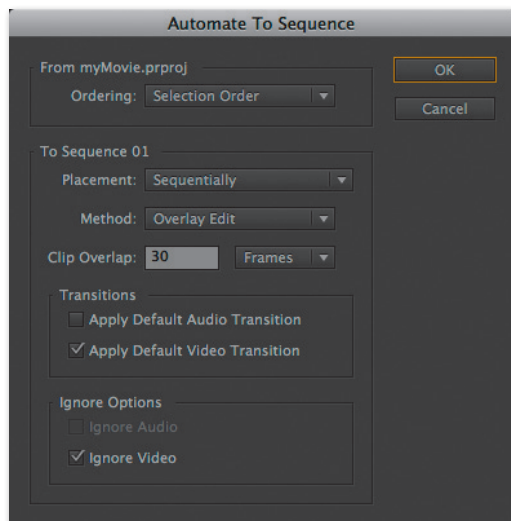 Automate To Sequence
From myMovie.prproj
Ordering: Selection Order
OK
Cancel
To Sequence 01
Placement: Sequentially
Method: Overlay Edit
Clip Overlap: 30 Frames
Transitions
Apply Default Audio Transition
Apply Default Video Transition
Ignore Options
Ignore Audio
Ignore Video